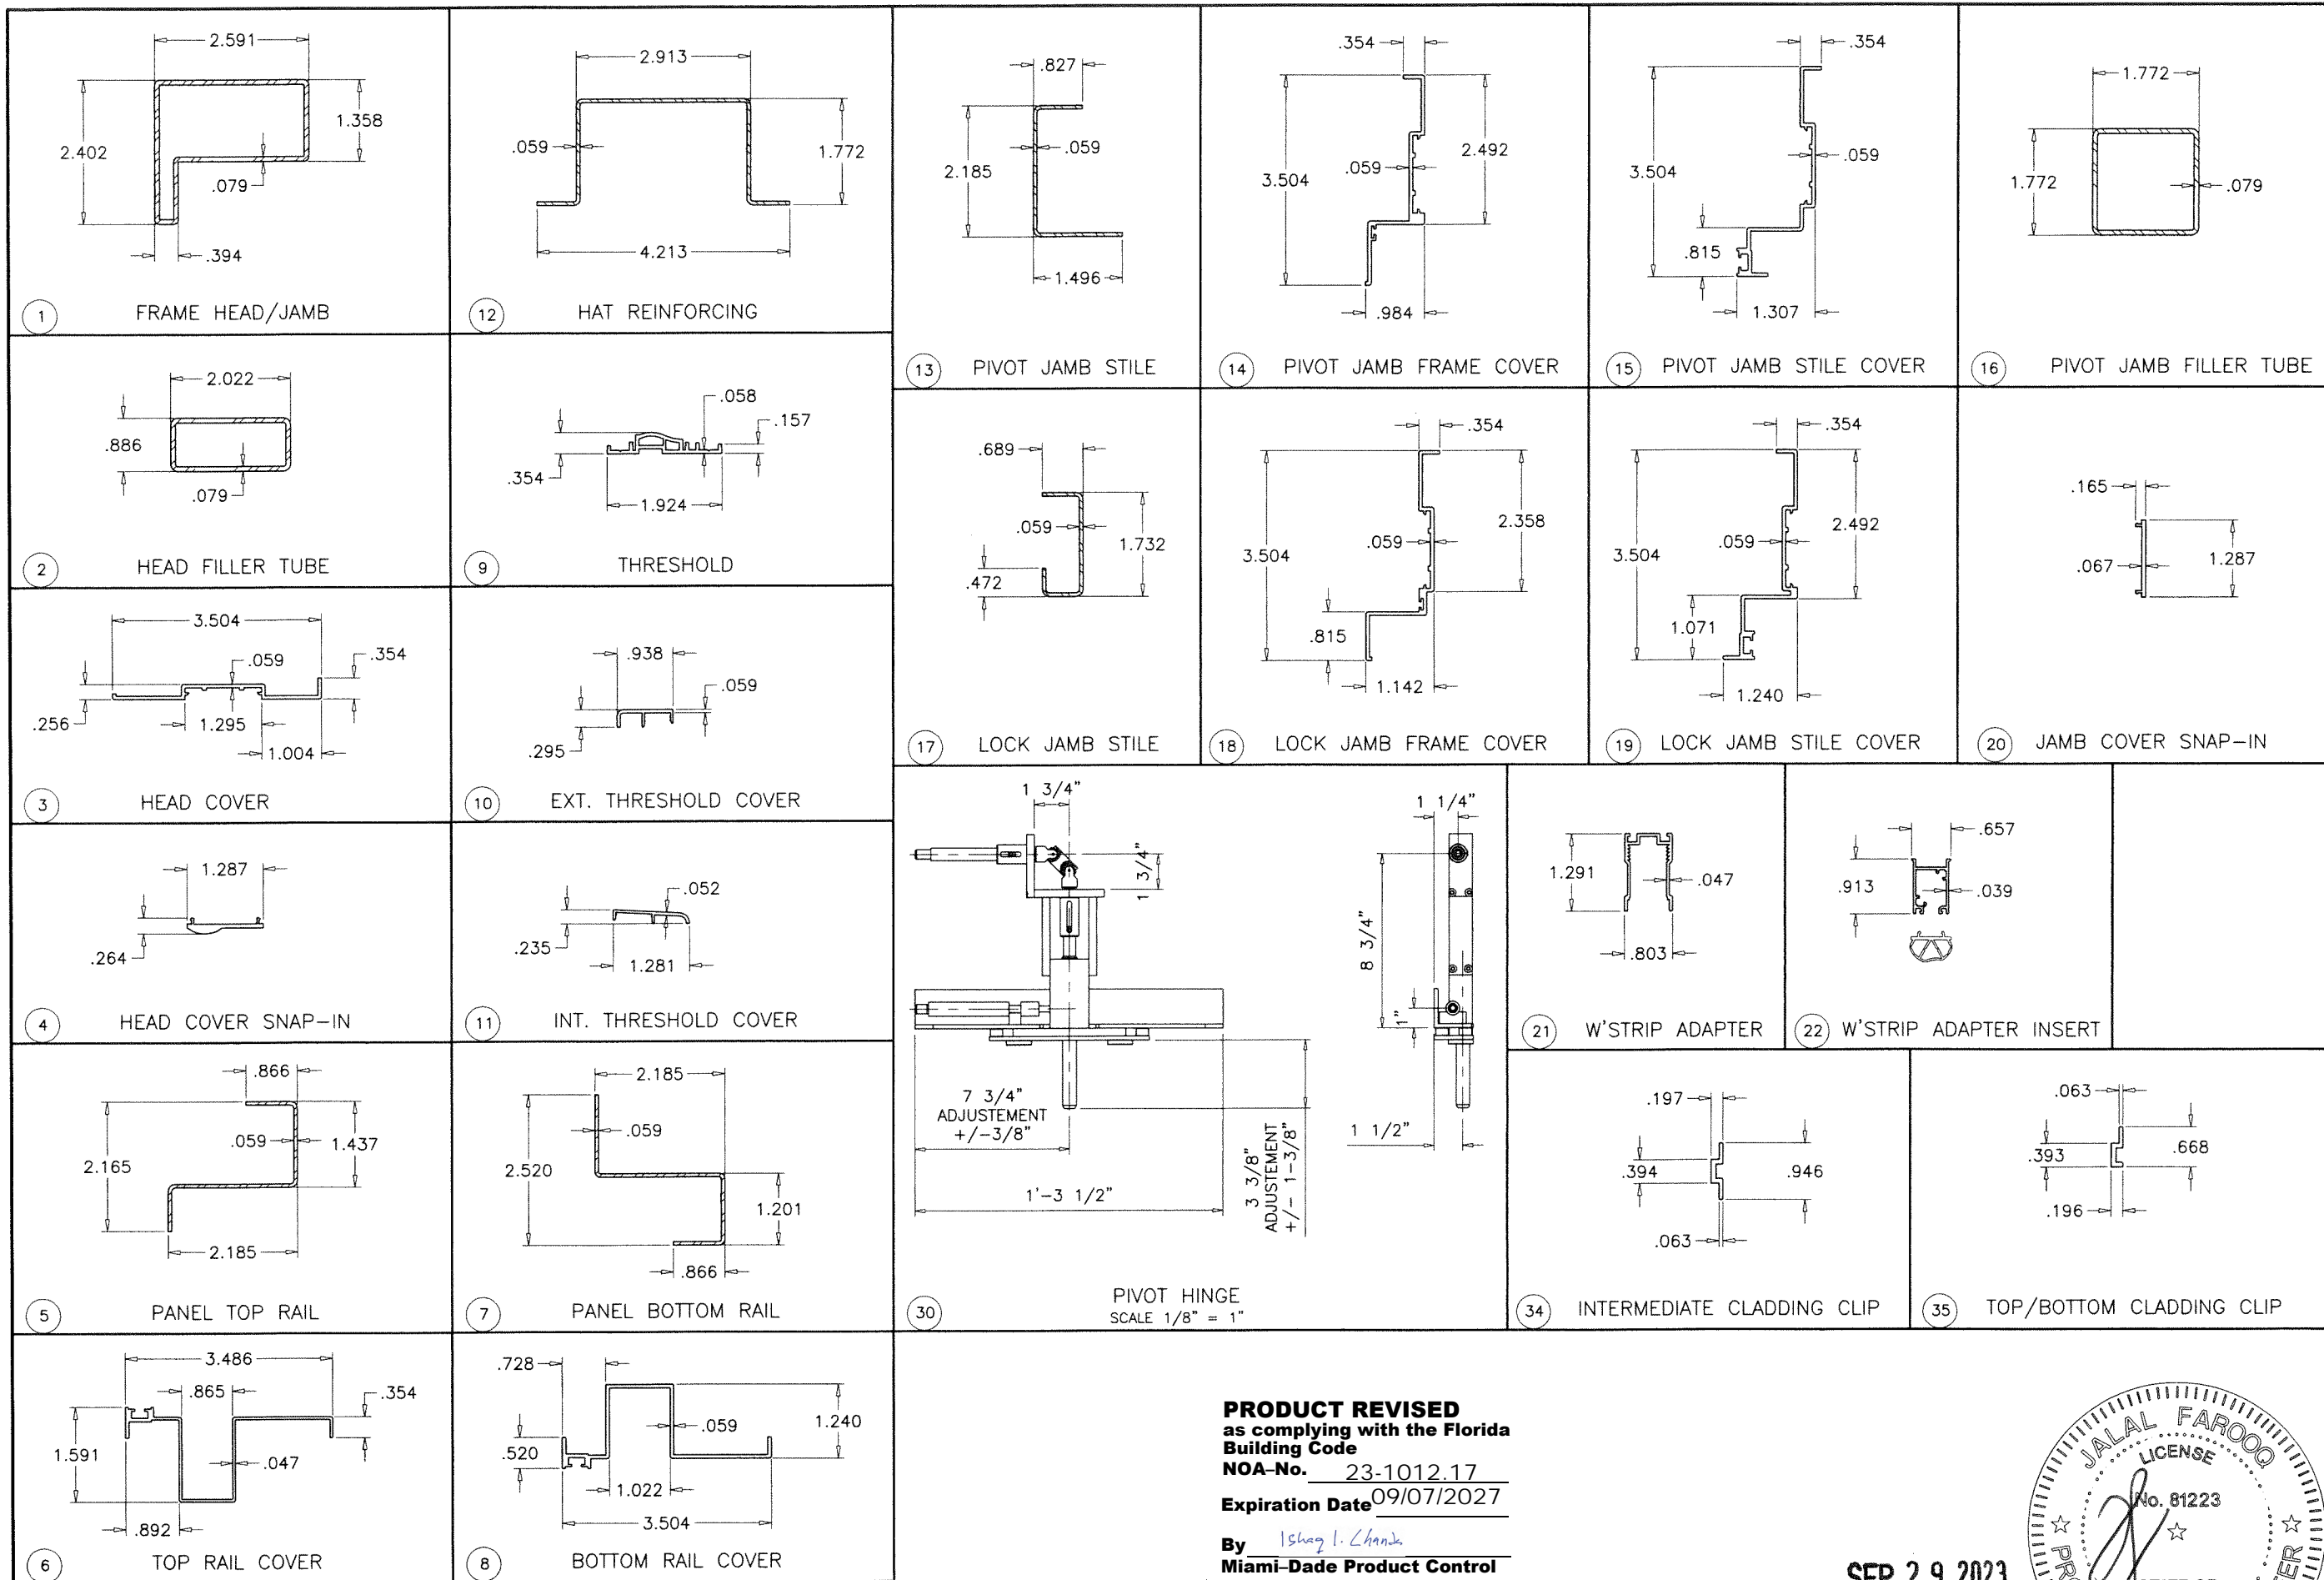 2.591
2.402
1.358
.079
.394
1 FRAME HEAD/JAMB
2.913
.059
1.772
4.213
12 HAT REINFORCING
.827
2.185
.059
1.496
13 PIVOT JAMB STILE
.354
3.504
.059
2.492
.984
14 PIVOT JAMB FRAME COVER
.354
3.504
.059
.815
1.307
15 PIVOT JAMB STILE COVER
1.772
1.772
.079
16 PIVOT JAMB FILLER TUBE
2.022
.886
.079
2 HEAD FILLER TUBE
.058
.157
.354
1.924
9 THRESHOLD
.689
.059
1.732
.472
17 LOCK JAMB STILE
.354
3.504
.059
2.358
.815
1.142
18 LOCK JAMB FRAME COVER
.354
3.504
.059
2.492
1.071
1.240
19 LOCK JAMB STILE COVER
.165
.067
1.287
20 JAMB COVER SNAP-IN
3.504
.059
.354
.256
1.295
1.004
3 HEAD COVER
.938
.059
.295
10 EXT. THRESHOLD COVER
1.287
.264
4 HEAD COVER SNAP-IN
.052
.235
1.281
11 INT. THRESHOLD COVER
1 3/4"
1 3/4"
1 1/4"
8 3/4"
1"
7 3/4"
ADJUSTEMENT
+/-3/8"
1 1/2"
1'-3 1/2"
3 3/8"
ADJUSTEMENT
+/- 1-3/8"
30 PIVOT HINGE
SCALE 1/8" = 1"
1.291
.047
.803
21 W'STRIP ADAPTER
.657
.913
.039
22 W'STRIP ADAPTER INSERT
.866
.059
1.437
2.165
2.185
5 PANEL TOP RAIL
2.185
.059
2.520
1.201
.866
7 PANEL BOTTOM RAIL
.197
.394
.946
.063
34 INTERMEDIATE CLADDING CLIP
.063
.393
.668
.196
35 TOP/BOTTOM CLADDING CLIP
3.486
.865
.354
1.591
.047
.892
6 TOP RAIL COVER
.728
.059
1.240
.520
1.022
3.504
8 BOTTOM RAIL COVER
PRODUCT REVISED
as complying with the Florida
Building Code
NOA-No. 23-1012.17
Expiration Date 09/07/2027
By Ishaq I. Chanda
Miami-Dade Product Control
SEP 29 2023
JALAL FAROOQ
LICENSE
No. 81223